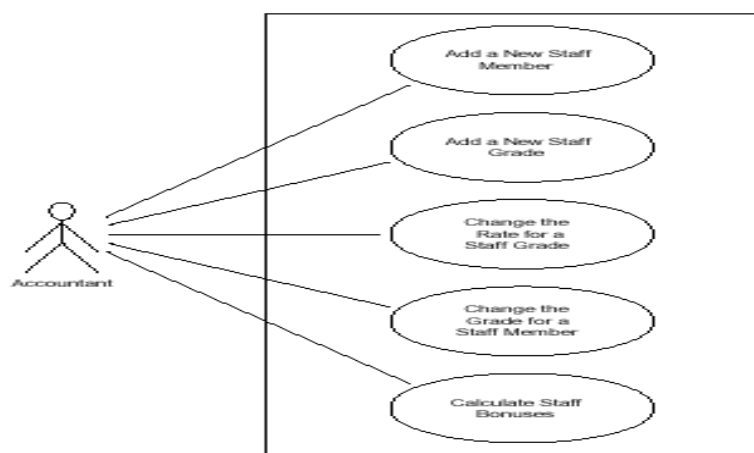 Add a New Staff
Member
Add a New Staff
Grade
Change the
Rate for a
Staff Grade
Accountant
Change the
Grade for a
Staff Member
Calculate Staff
Bonuses